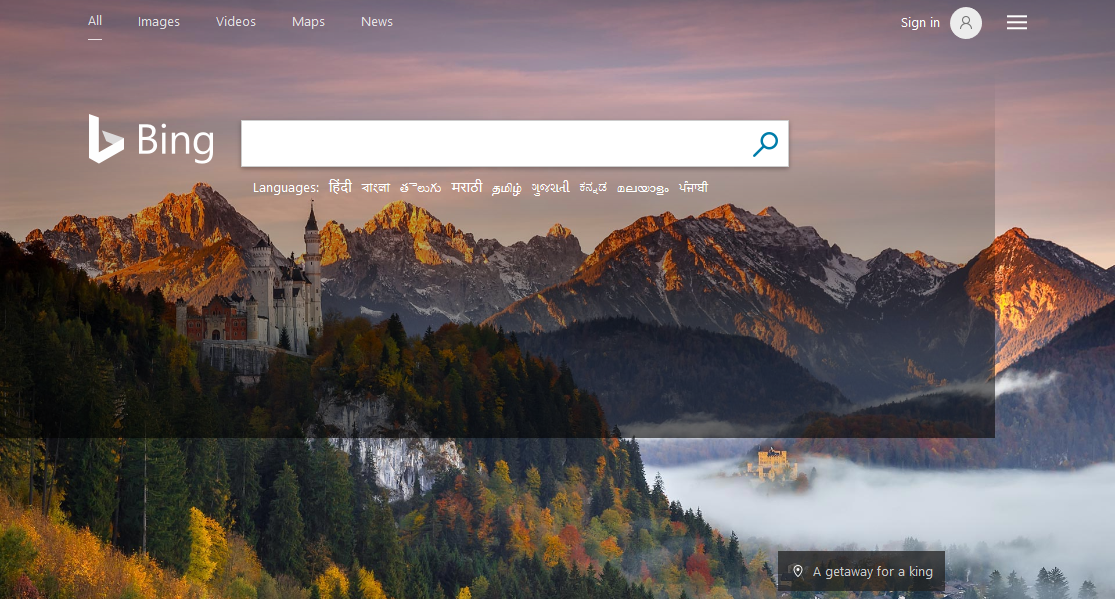 All Images Videos Maps News Sign in
Bing
Languages: हिंदी বাংলা తెలుగు मराठी தமிழ் ગુજરાતી ಕನ್ನಡ മലയാളം ਪੰਜਾਬੀ
A getaway for a king